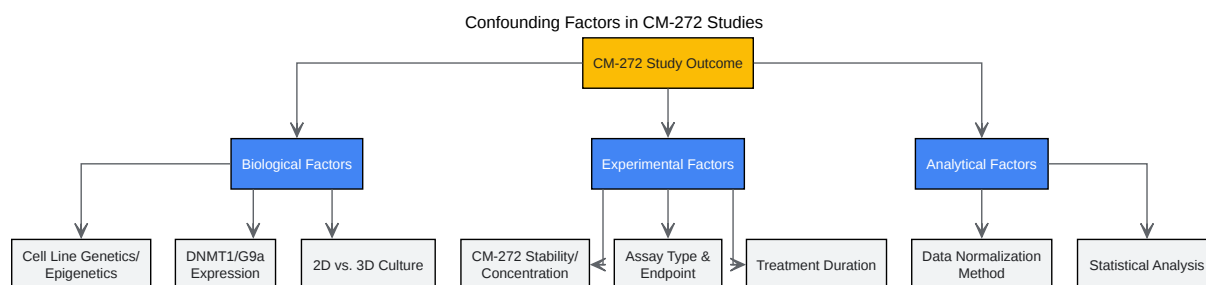 Confounding Factors in CM-272 Studies
CM-272 Study Outcome
Biological Factors
Experimental Factors
Analytical Factors
Cell Line Genetics/
Epigenetics
DNMT1/G9a
Expression
2D vs. 3D Culture
CM-272 Stability/
Concentration
Assay Type &
Endpoint
Treatment Duration
Data Normalization
Method
Statistical Analysis